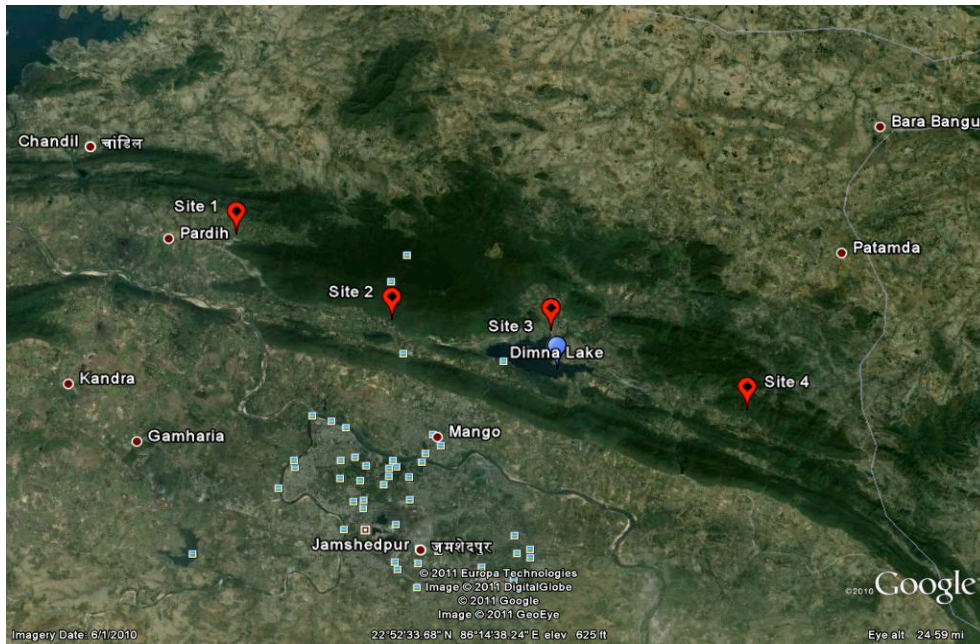 Bara Bangu
Chandil चांडिल
Site 1
Pardih
Patamda
Site 2
Site 3
Dimna Lake
Kandra
Site 4
Gamharia
Mango
Jamshedpur जमशेदपुर
© 2011 Europa Technologies
Image © 2011 DigitalGlobe
© 2011 Google
Image © 2011 GeoEye
©2010 Google
Imagery Date: 6/1/2010 22°52'33.68" N 86°14'38.24" E elev 625 ft Eye alt 24.59 mi